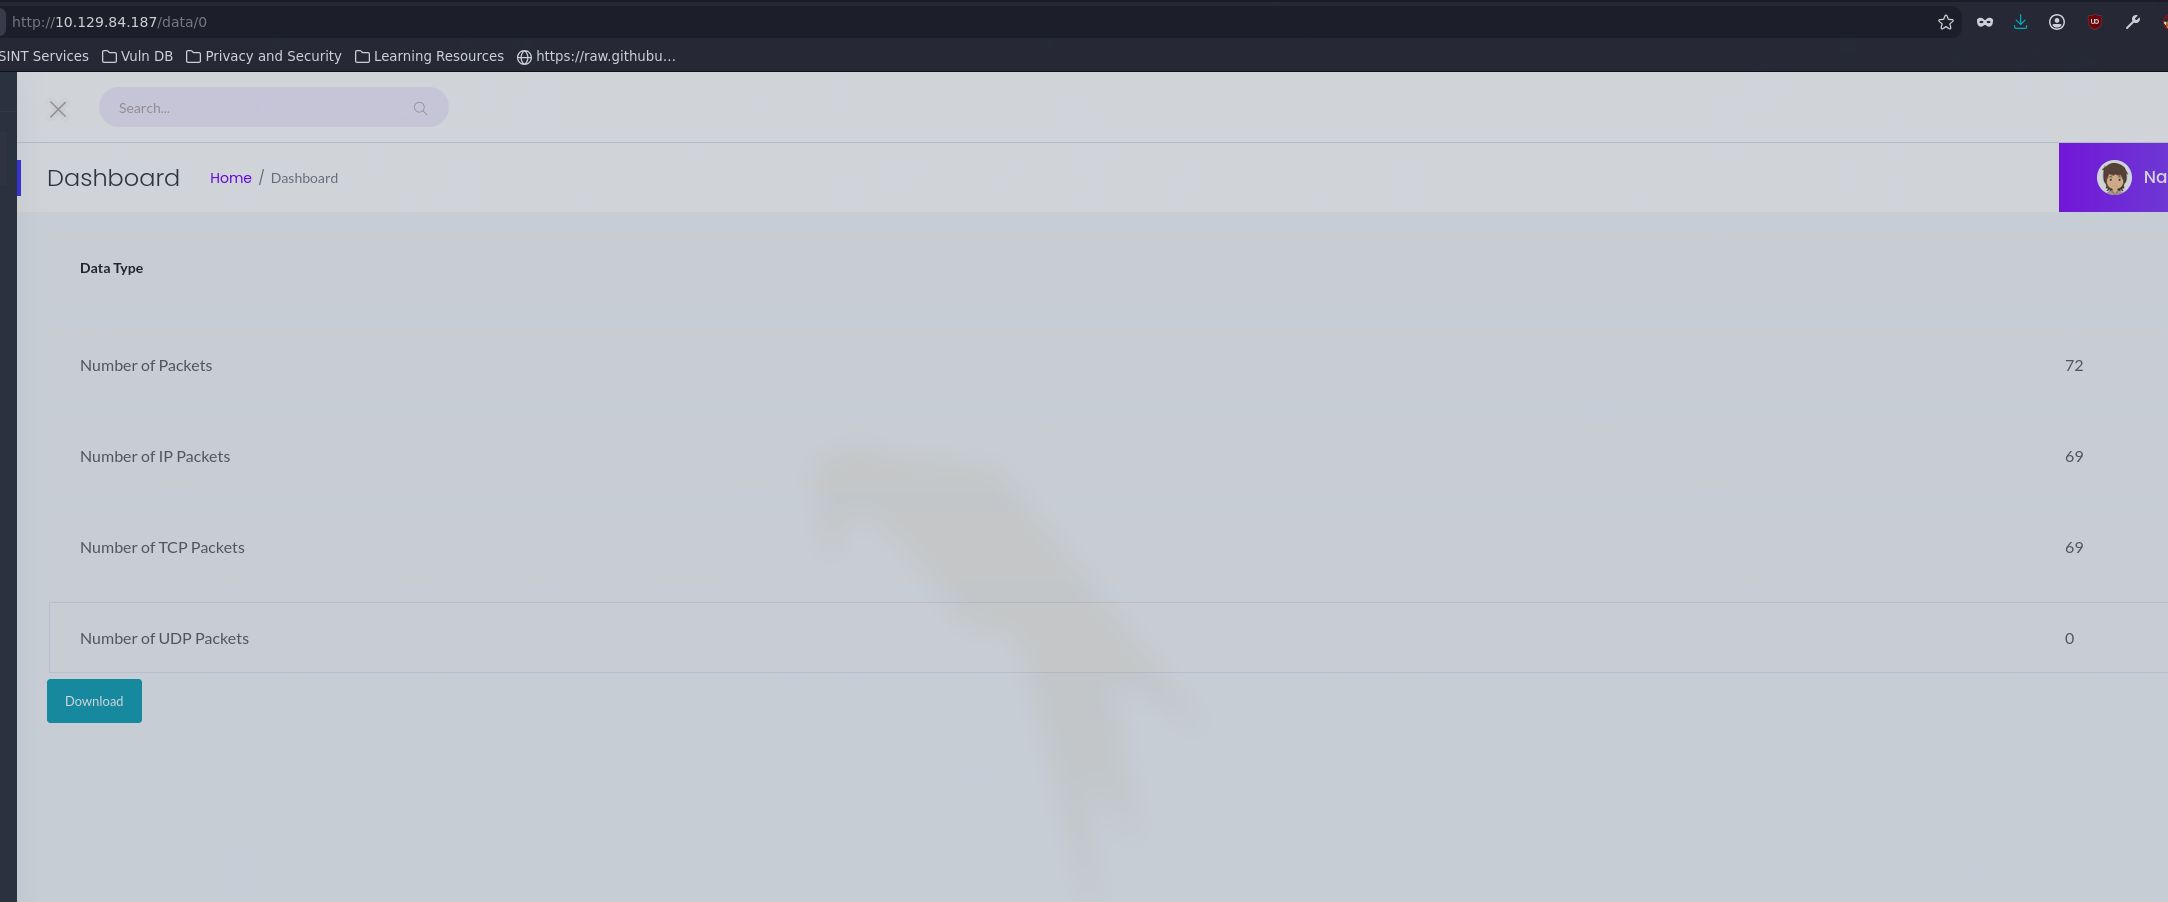 http://10.129.84.187/data/0
SINT Services Vuln DB Privacy and Security Learning Resources https://raw.githubu...
Search...
Dashboard Home / Dashboard Na
Data Type
Number of Packets 72
Number of IP Packets 69
Number of TCP Packets 69
Number of UDP Packets 0
Download